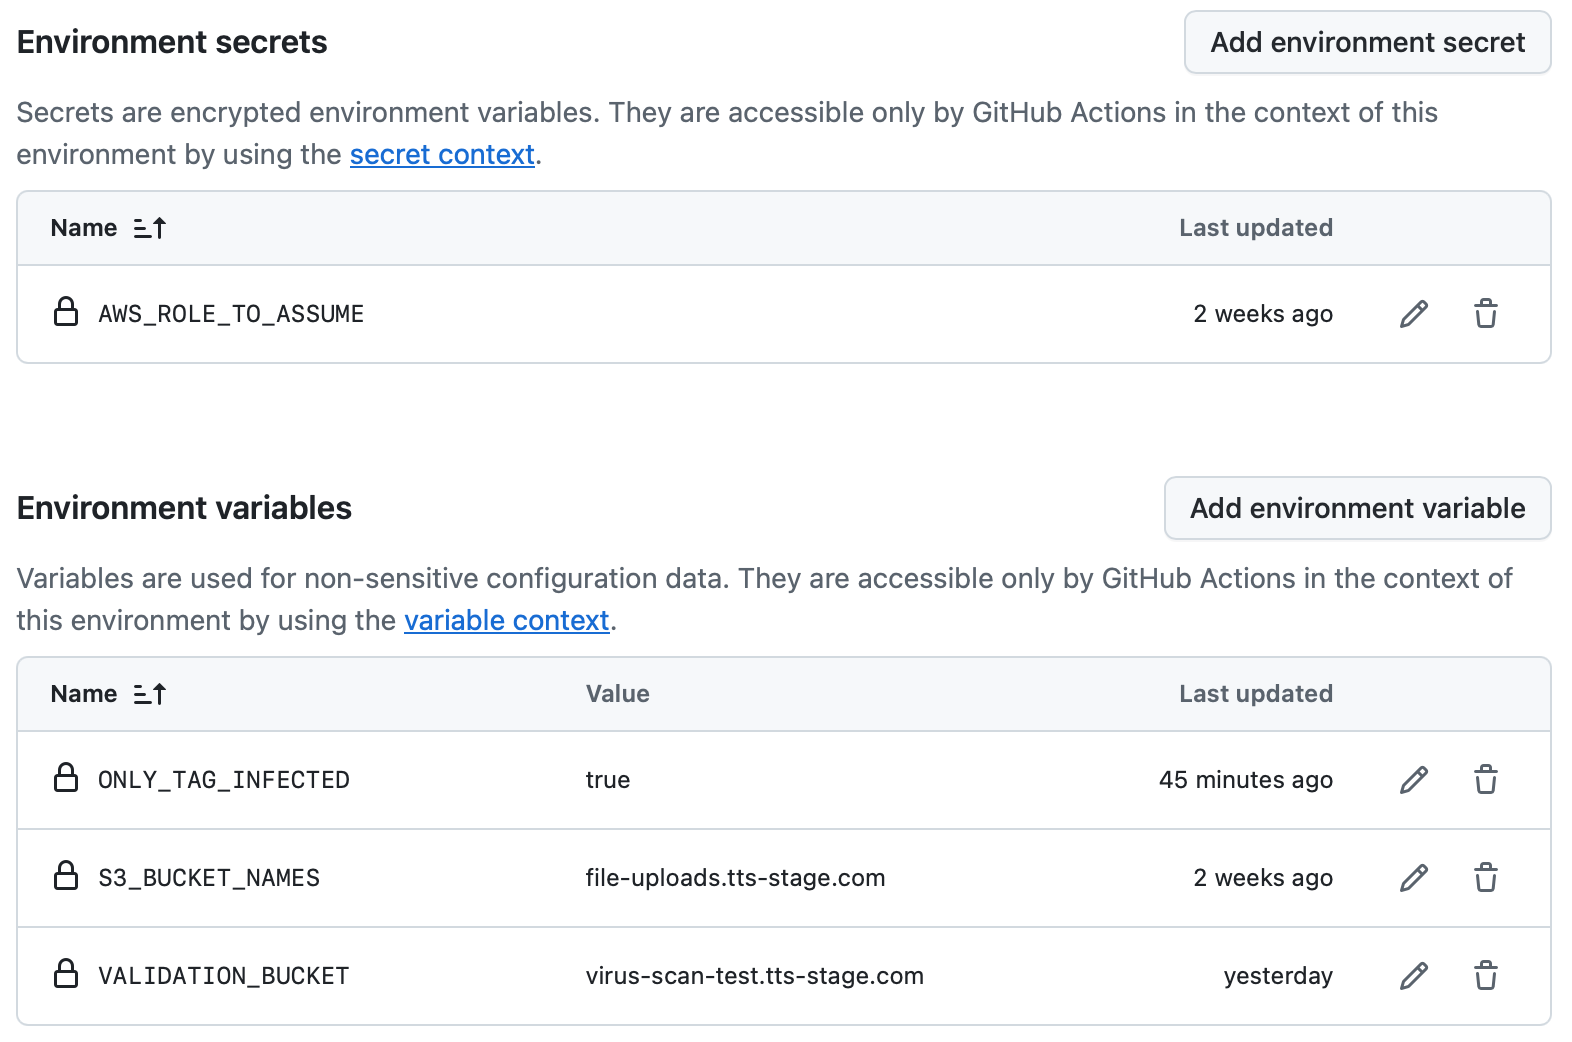 Environment secrets
Add environment secret
Secrets are encrypted environment variables. They are accessible only by GitHub Actions in the context of this
environment by using the secret context.
Name
Last updated
AWS_ROLE_TO_ASSUME
2 weeks ago
Environment variables
Add environment variable
Variables are used for non-sensitive configuration data. They are accessible only by GitHub Actions in the context of
this environment by using the variable context.
Name
Value
Last updated
ONLY_TAG_INFECTED
true
45 minutes ago
S3_BUCKET_NAMES
file-uploads.tts-stage.com
2 weeks ago
VALIDATION_BUCKET
virus-scan-test.tts-stage.com
yesterday